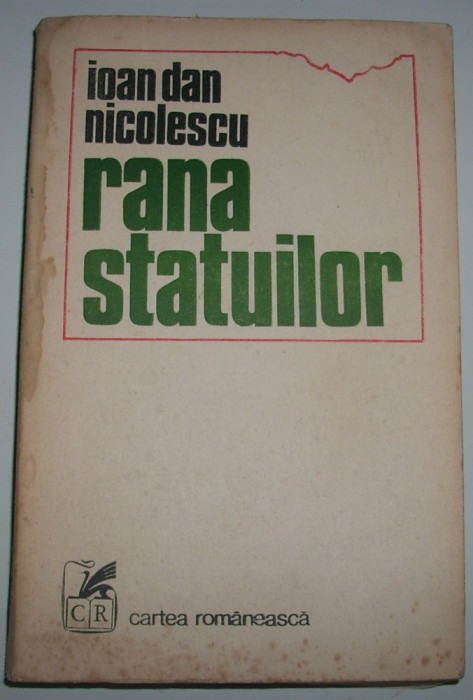 ioan dan
nicolescu
rana
statuilor
CR
cartea românească